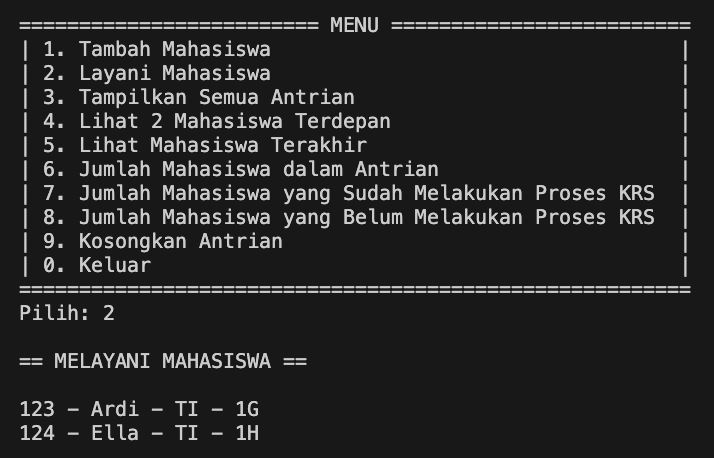 ========================= MENU =========================
| 1. Tambah Mahasiswa                                  |
| 2. Layani Mahasiswa                                  |
| 3. Tampilkan Semua Antrian                           |
| 4. Lihat 2 Mahasiswa Terdepan                        |
| 5. Lihat Mahasiswa Terakhir                          |
| 6. Jumlah Mahasiswa dalam Antrian                    |
| 7. Jumlah Mahasiswa yang Sudah Melakukan Proses KRS  |
| 8. Jumlah Mahasiswa yang Belum Melakukan Proses KRS  |
| 9. Kosongkan Antrian                                 |
| 0. Keluar                                            |
========================================================
Pilih: 2
== MELAYANI MAHASISWA ==
123 - Ardi - TI - 1G
124 - Ella - TI - 1H